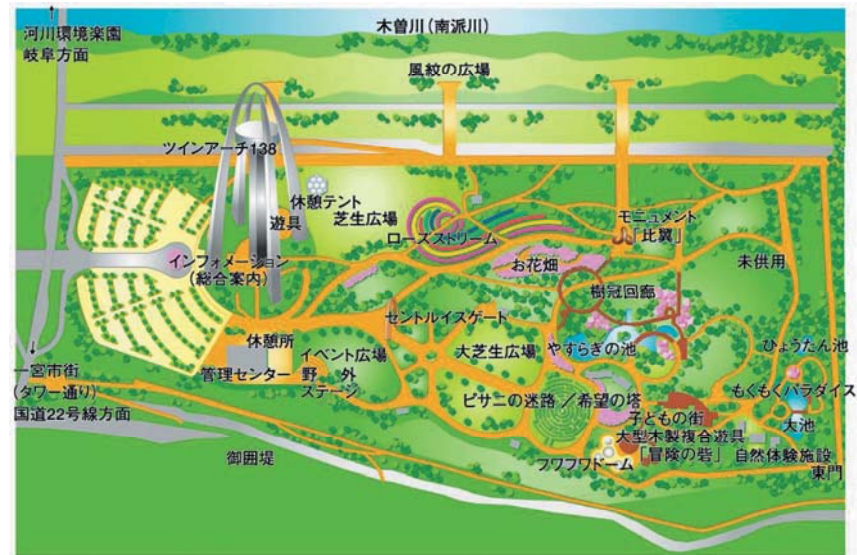 木曽川(南派川)
河川環境楽園
岐阜方面
風紋の広場
ツインアーチ138
休憩テント
遊具
芝生広場
ローズストリーム
モニュメント
「比翼」
インフォメーション
(総合案内)
お花畑
未供用
樹冠回廊
セントルイスゲート
休憩所
イベント広場
大芝生広場
やすらぎの池
ひょうたん池
一宮市街
(タワー通り)
国道22号線方面
管理センター
野外
ステージ
ピサニの迷路/希望の塔
もくもくパラダイス
子どもの街
大池
大型木製複合遊具
「冒険の砦」
自然体験施設
御囲堤
フワフワドーム
東門